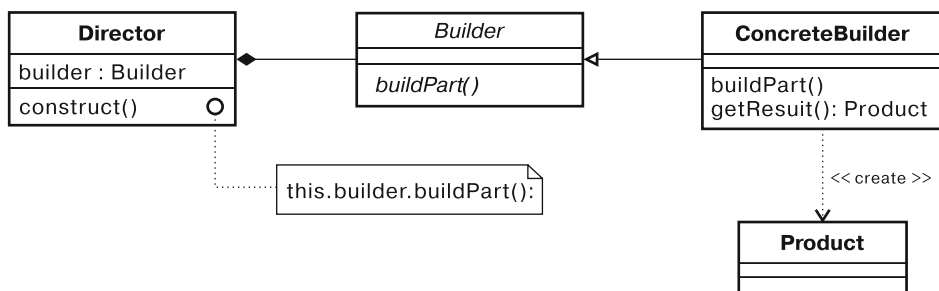 Director
builder : Builder
construct()
this.builder.buildPart():
Builder
buildPart()
ConcreteBuilder
buildPart()
getResuit(): Product
<< create >>
Product